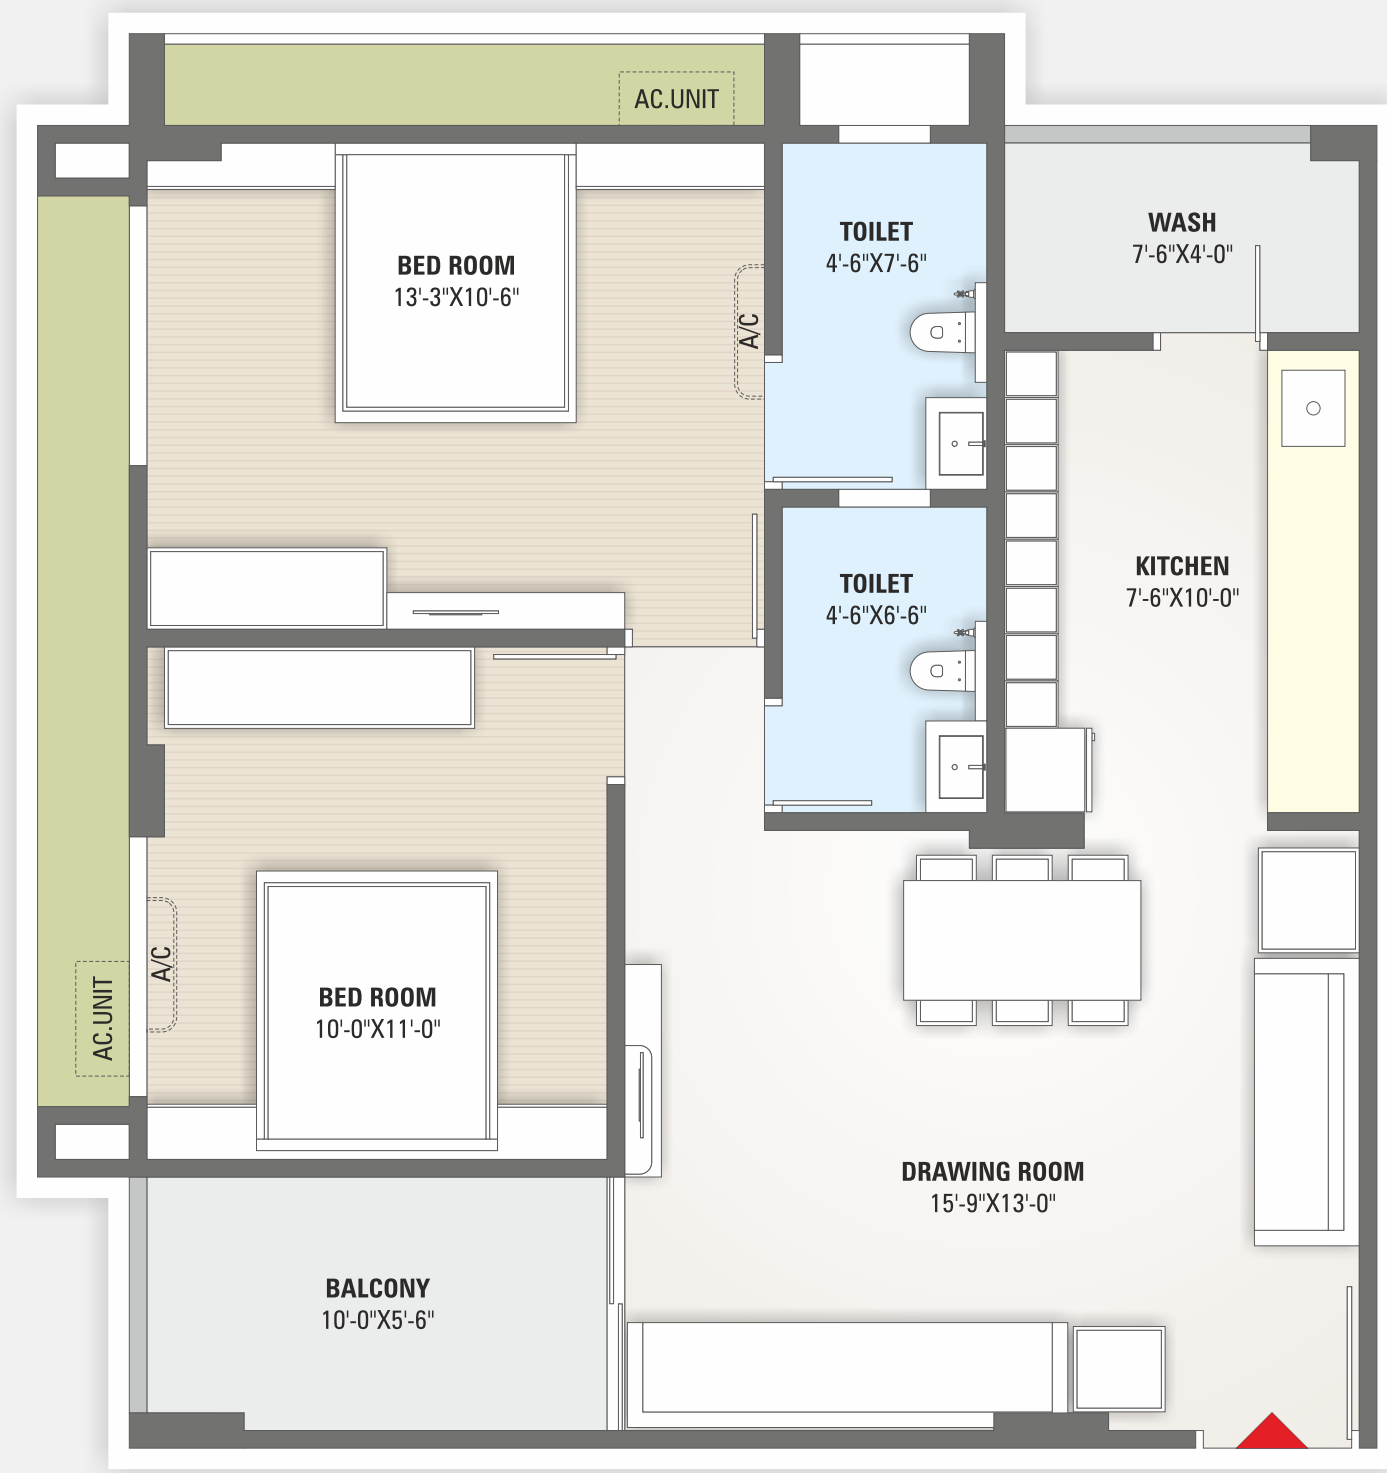 AC.UNIT
BED ROOM
13'-3"X10'-6"
A/C
TOILET
4'-6"X7'-6"
WASH
7'-6"X4'-0"
TOILET
4'-6"X6'-6"
KITCHEN
7'-6"X10'-0"
AC.UNIT
A/C
BED ROOM
10'-0"X11'-0"
DRAWING ROOM
15'-9"X13'-0"
BALCONY
10'-0"X5'-6"